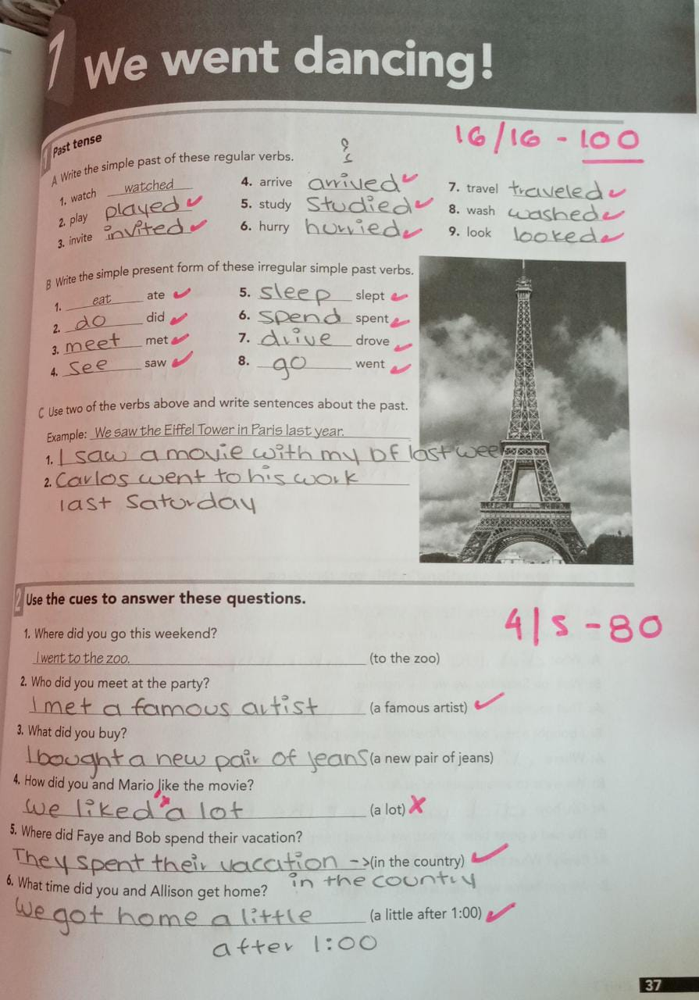 1 We went dancing!
1 Past tense
16/16 - 100
A Write the simple past of these regular verbs.
1. watch watched
2. play played
3. invite invited
4. arrive arrived
5. study Studied
6. hurry hurried
7. travel traveled
8. wash washed
9. look looked
B Write the simple present form of these irregular simple past verbs.
1. eat ate
2. do did
3. meet met
4. see saw
5. sleep slept
6. spend spent
7. drive drove
8. go went
C Use two of the verbs above and write sentences about the past.
Example: We saw the Eiffel Tower in Paris last year.
1. I saw a movie with my bf last wee
2. Carlos went to his work
last Saturday
2 Use the cues to answer these questions.
4/5 - 80
1. Where did you go this weekend?
I went to the zoo. (to the zoo)
2. Who did you meet at the party?
I met a famous artist (a famous artist)
3. What did you buy?
I bought a new pair of jeans (a new pair of jeans)
4. How did you and Mario like the movie?
We liked a lot (a lot) X
5. Where did Faye and Bob spend their vacation?
They spent their vacation -> (in the country)
in the country
6. What time did you and Allison get home?
We got home a little (a little after 1:00)
after 1:00
37